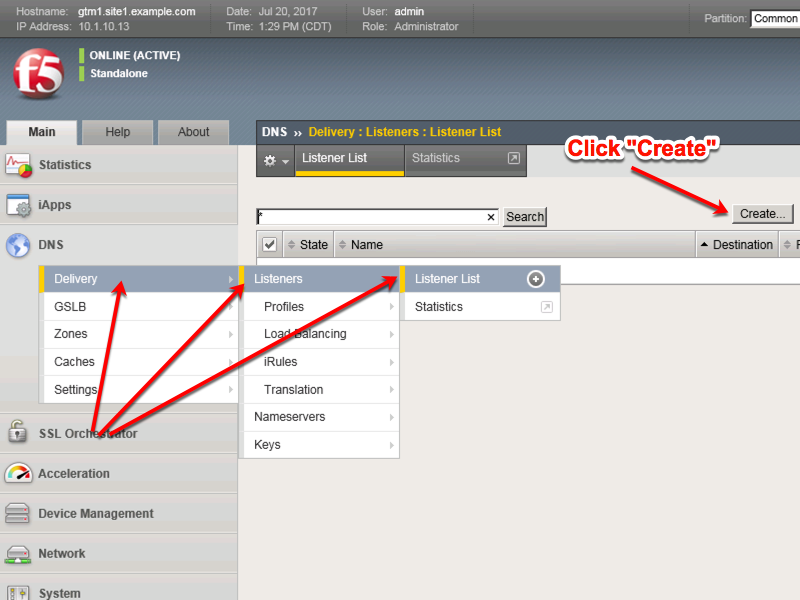 Hostname: gtm1.site1.example.com Date: Jul 20, 2017 User: admin
IP Address: 10.1.10.13 Time: 1:29 PM (CDT) Role: Administrator
Partition: Common
f5
ONLINE (ACTIVE)
Standalone
Main Help About
DNS ›› Delivery : Listeners : Listener List
Listener List Statistics
Click "Create"
Statistics
iApps
DNS
* × Search Create...
State Name Destination
Delivery Listeners Listener List
GSLB Profiles Statistics
Zones Load Balancing
Caches iRules
Settings Translation
Nameservers
Keys
SSL Orchestrator
Acceleration
Device Management
Network
System